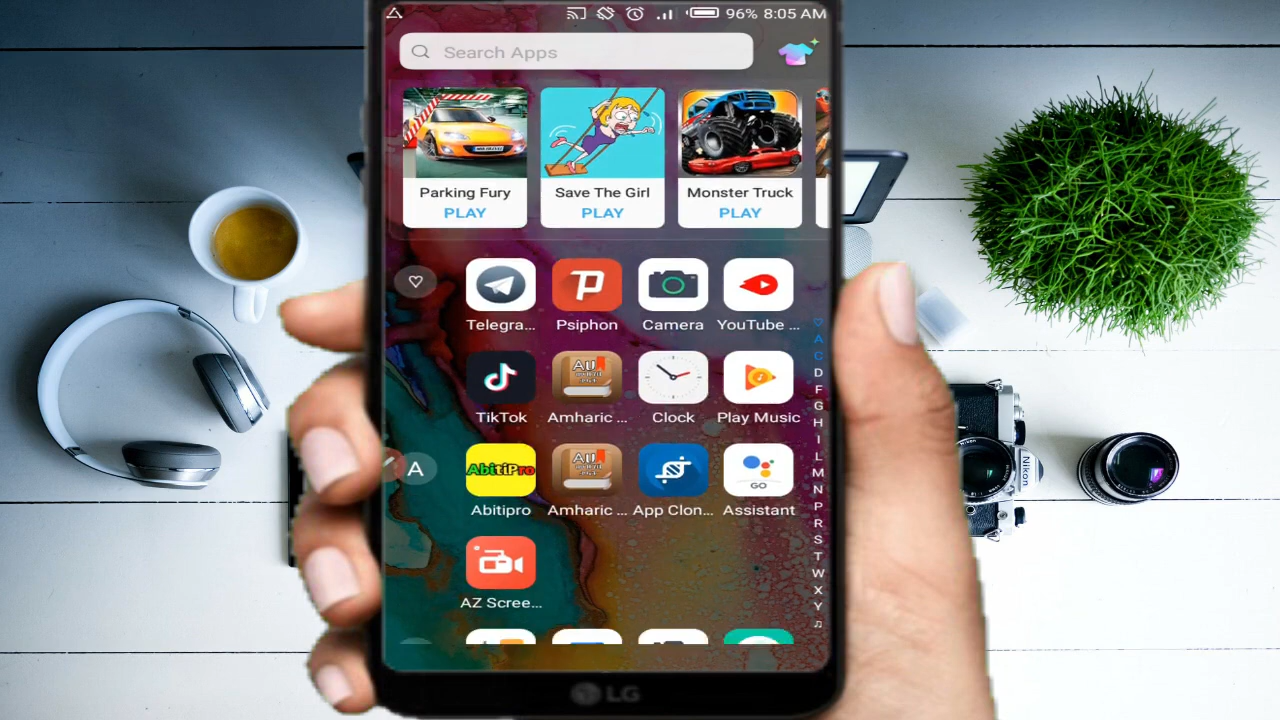 96% 8:05 AM
Search Apps
Parking Fury
PLAY
Save The Girl
PLAY
Monster Truck
PLAY
Telegra...
Psiphon
Camera
YouTube ...
TikTok
Amharic ...
Clock
Play Music
AbitiPro
GO
A
Abitipro
Amharic ...
App Clon...
Assistant
AZ Scree...
A
C
D
F
G
H
I
L
M
N
P
R
S
T
W
X
Y
LG
Nikon